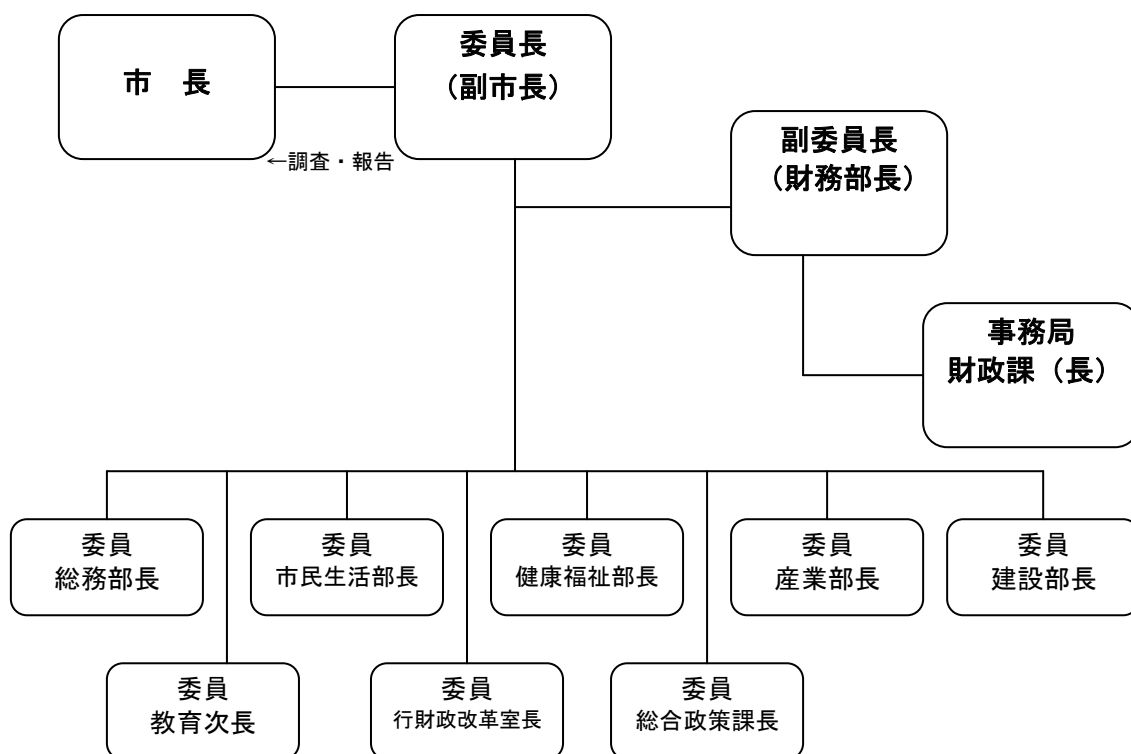 市　長
委員長
（副市長）
←調査・報告
副委員長
（財務部長）
事務局
財政課（長）
委員
総務部長
委員
市民生活部長
委員
健康福祉部長
委員
産業部長
委員
建設部長
委員
教育次長
委員
行財政改革室長
委員
総合政策課長